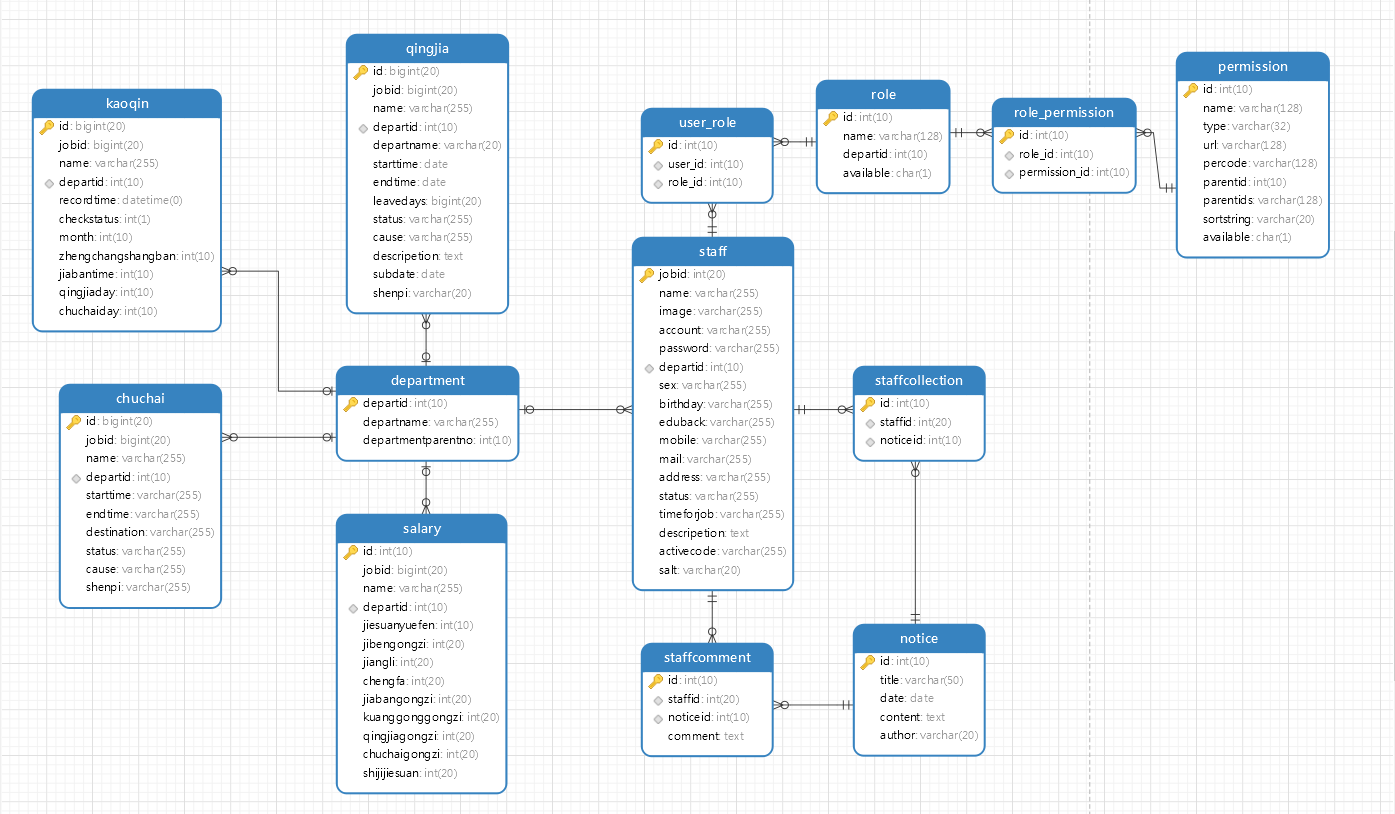 kaoqin
id: bigint(20)
jobid: bigint(20)
name: varchar(255)
departid: int(10)
recordtime: datetime(0)
checkstatus: int(1)
month: int(10)
zhengchangshangban: int(10)
jiabantime: int(10)
qingjiaday: int(10)
chuchaiday: int(10)
chuchai
id: bigint(20)
jobid: bigint(20)
name: varchar(255)
departid: int(10)
starttime: varchar(255)
endtime: varchar(255)
destination: varchar(255)
status: varchar(255)
cause: varchar(255)
shenpi: varchar(255)
qingjia
id: bigint(20)
jobid: bigint(20)
name: varchar(255)
departid: int(10)
departname: varchar(20)
starttime: date
endtime: date
leavedays: bigint(20)
status: varchar(255)
cause: varchar(255)
descripetion: text
subdate: date
shenpi: varchar(20)
department
departid: int(10)
departname: varchar(255)
departmentparentno: int(10)
salary
id: int(10)
jobid: bigint(20)
name: varchar(255)
departid: int(10)
jiesuanyuefen: int(10)
jibengongzi: int(20)
jiangli: int(20)
chengfa: int(20)
jiabangongzi: int(20)
kuanggonggongzi: int(20)
qingjiagongzi: int(20)
chuchaigongzi: int(20)
shijijiesuan: int(20)
user_role
id: int(10)
user_id: int(10)
role_id: int(10)
role
id: int(10)
name: varchar(128)
departid: int(10)
available: char(1)
role_permission
id: int(10)
role_id: int(10)
permission_id: int(10)
permission
id: int(10)
name: varchar(128)
type: varchar(32)
url: varchar(128)
percode: varchar(128)
parentid: int(10)
parentids: varchar(128)
sortstring: varchar(20)
available: char(1)
staff
jobid: int(20)
name: varchar(255)
image: varchar(255)
account: varchar(255)
password: varchar(255)
departid: int(10)
sex: varchar(255)
birthday: varchar(255)
eduback: varchar(255)
mobile: varchar(255)
mail: varchar(255)
address: varchar(255)
status: varchar(255)
timeforjob: varchar(255)
descripetion: text
activecode: varchar(255)
salt: varchar(20)
staffcollection
id: int(10)
staffid: int(20)
noticeid: int(10)
staffcomment
id: int(10)
staffid: int(20)
noticeid: int(10)
comment: text
notice
id: int(10)
title: varchar(50)
date: date
content: text
author: varchar(20)